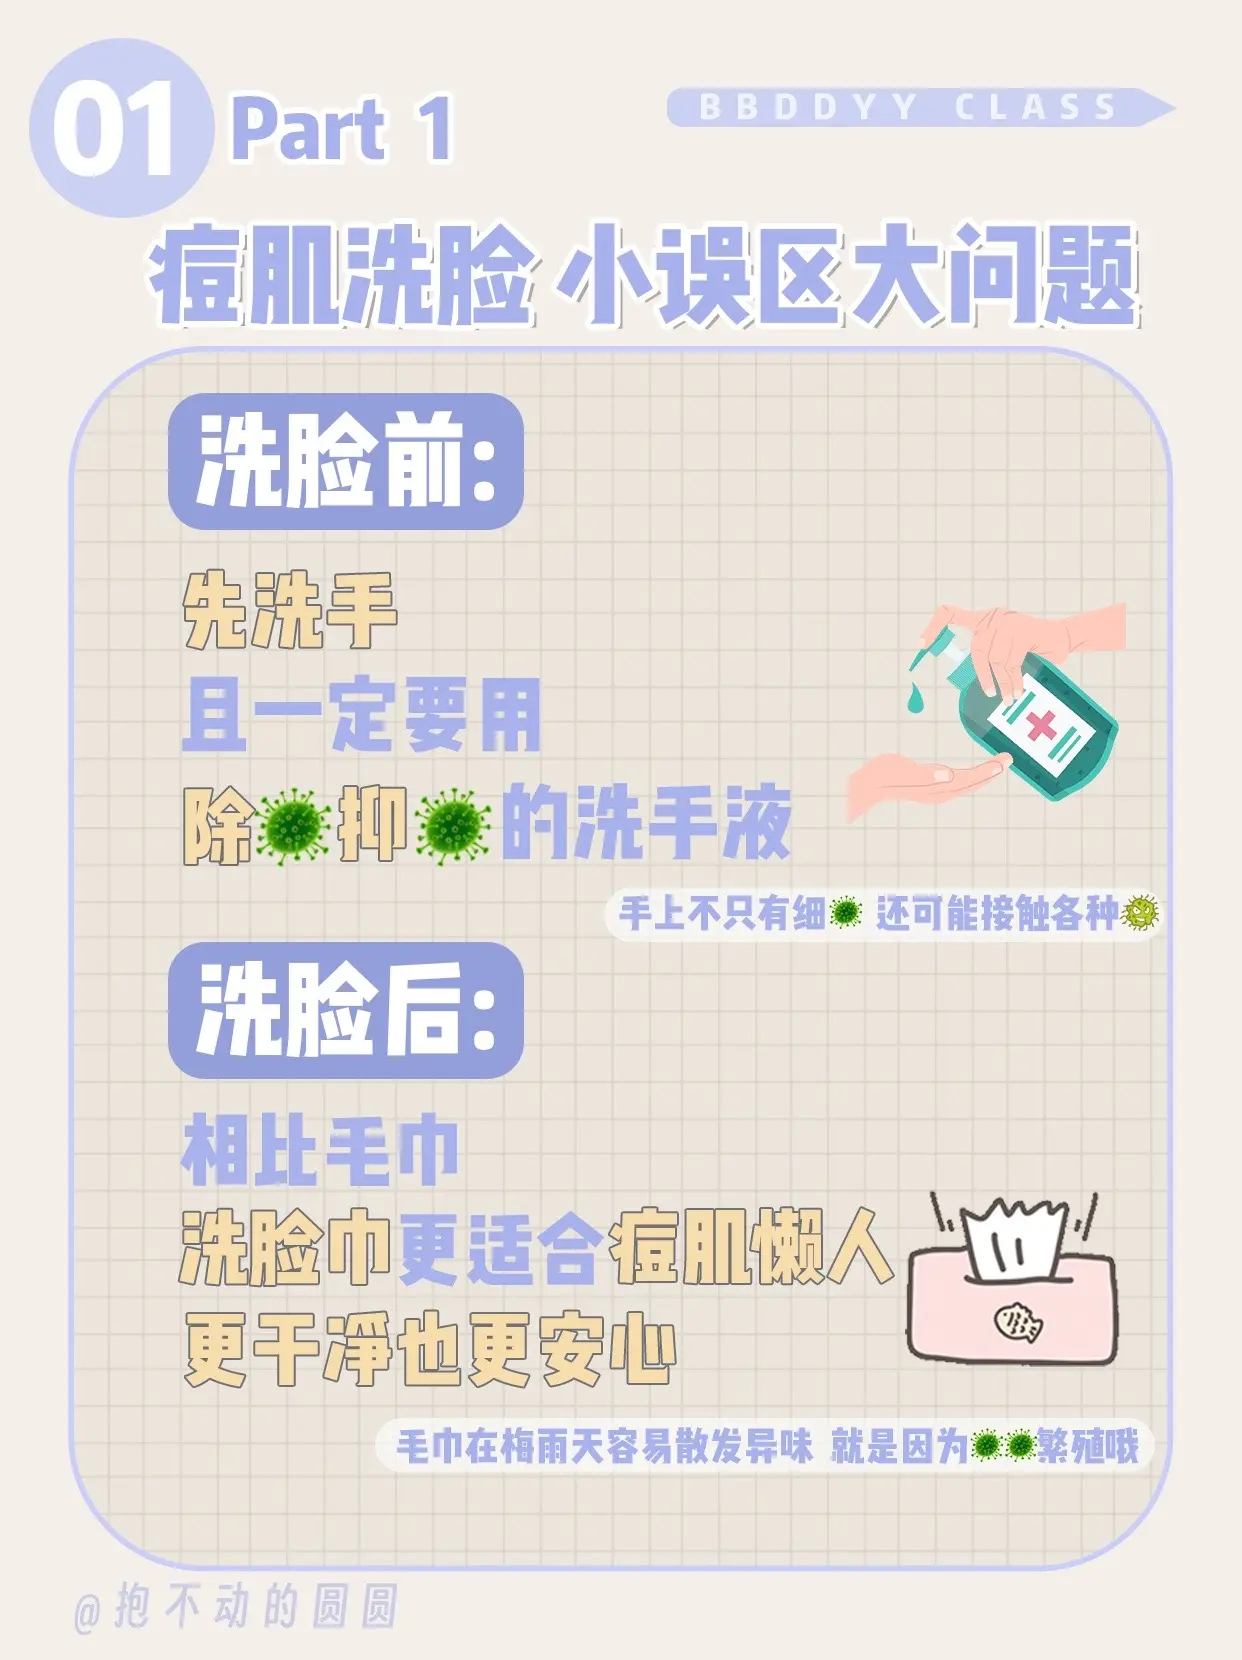 01 Part 1
BBDDYY CLASS
痘肌洗脸 小误区大问题
洗脸前:
先洗手
且一定要用
除🦠抑🦠的洗手液
手上不只有细🦠 还可能接触各种🦠
洗脸后:
相比毛巾
洗脸巾更适合痘肌懒人
更干净也更安心
毛巾在梅雨天容易散发异味 就是因为🦠🦠繁殖哦
@抱不动的圆圆